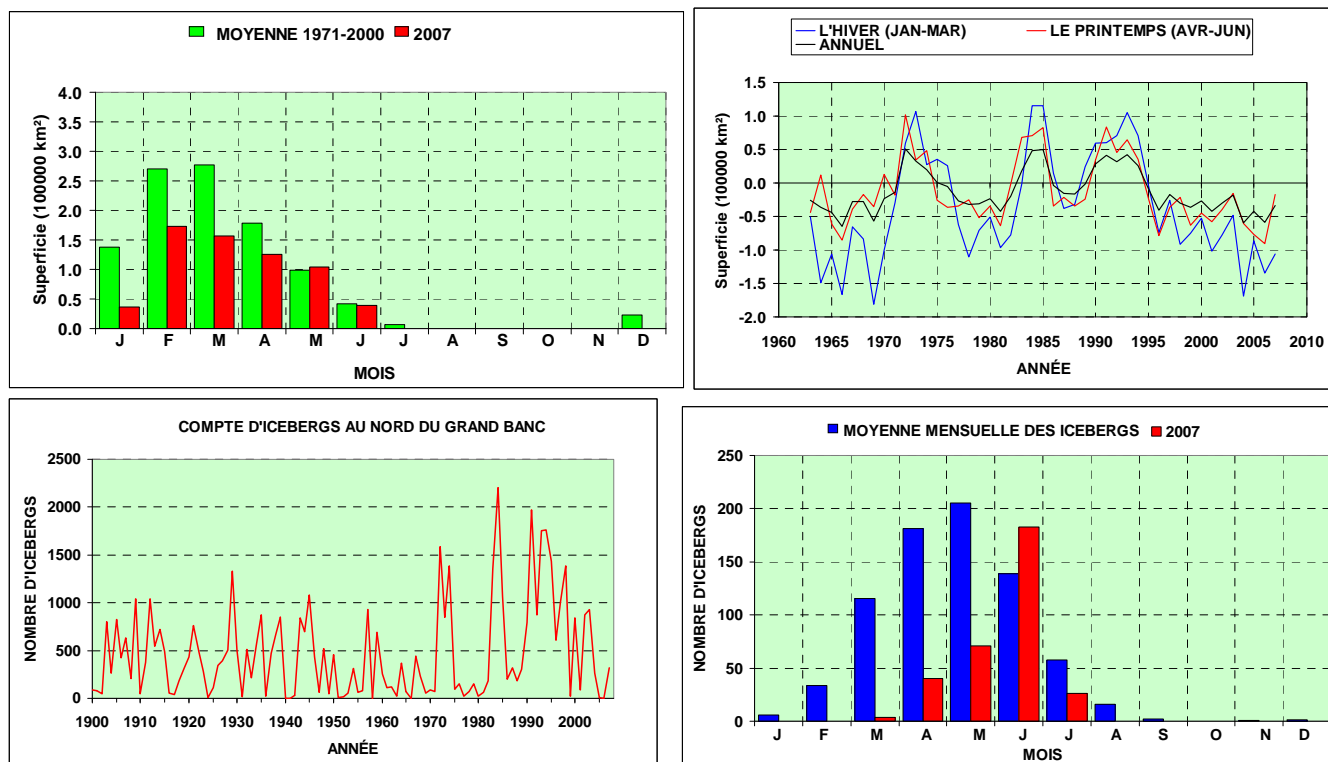 MOYENNE 1971-2000 2007
Superficie (100000 km²)
4.0
3.5
3.0
2.5
2.0
1.5
1.0
0.5
0.0
J F M A M J J A S O N D
MOIS
L'HIVER (JAN-MAR) LE PRINTEMPS (AVR-JUN)
ANNUEL
Superficie (100000 km²)
1.5
1.0
0.5
0.0
-0.5
-1.0
-1.5
-2.0
1960 1965 1970 1975 1980 1985 1990 1995 2000 2005 2010
ANNÉE
COMPTE D'ICEBERGS AU NORD DU GRAND BANC
NOMBRE D'ICEBERGS
2500
2000
1500
1000
500
0
1900 1910 1920 1930 1940 1950 1960 1970 1980 1990 2000
ANNÉE
MOYENNE MENSUELLE DES ICEBERGS 2007
NOMBRE D'ICEBERGS
250
200
150
100
50
0
J F M A M J J A S O N D
MOIS